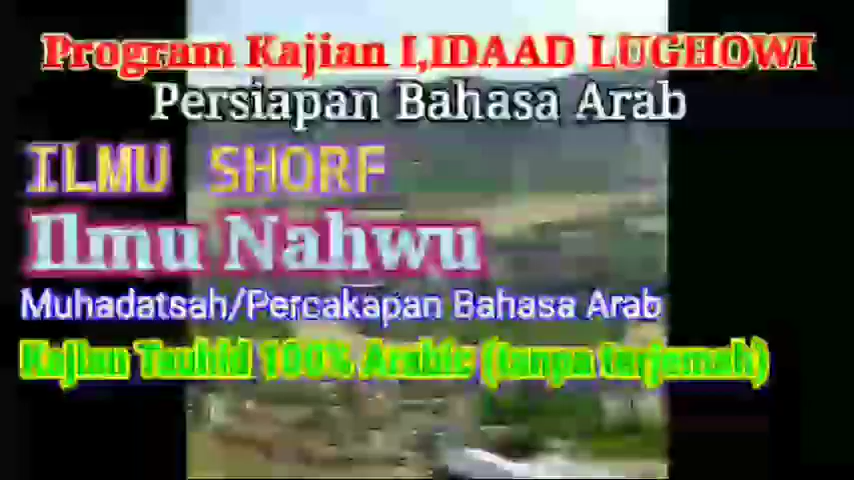 Program Kajian I,IDAAD LUGHOWI
Persiapan Bahasa Arab
ILMU SHORF
Ilmu Nahwu
Muhadatsah/Percakapan Bahasa Arab
Kajian Tauhid 100% Arabic (tanpa terjemah)